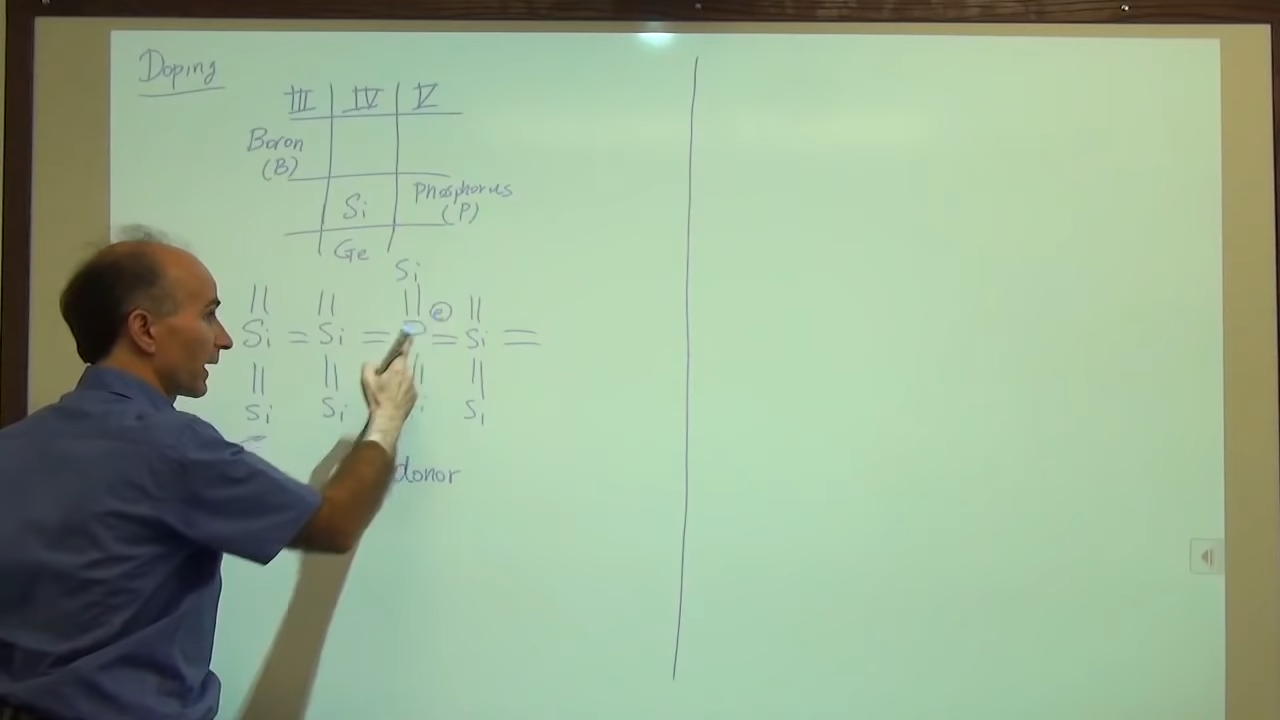 Doping
III IV V
Boron
(B)
Si Phosphorus
(P)
Ge
Si
e
Si = Si = = Si =
Si Si Si
donor